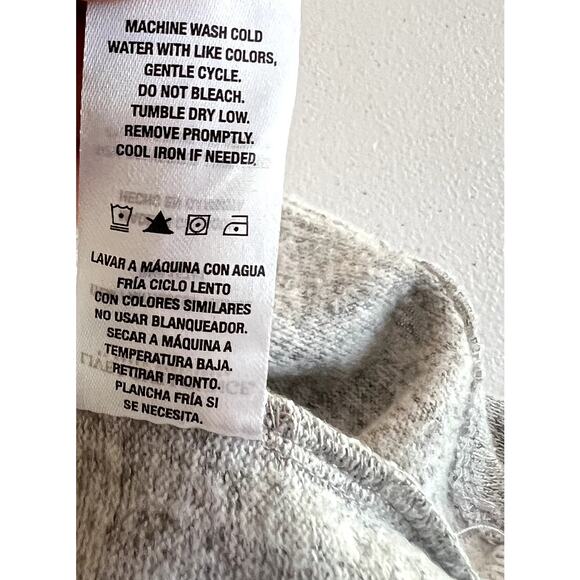 MACHINE WASH COLD
WATER WITH LIKE COLORS,
GENTLE CYCLE.
DO NOT BLEACH.
TUMBLE DRY LOW.
REMOVE PROMPTLY.
COOL IRON IF NEEDED.
LAVAR A MÁQUINA CON AGUA
FRÍA CICLO LENTO
CON COLORES SIMILARES
NO USAR BLANQUEADOR.
SECAR A MÁQUINA A
TEMPERATURA BAJA.
RETIRAR PRONTO.
PLANCHA FRÍA SI
SE NECESITA.